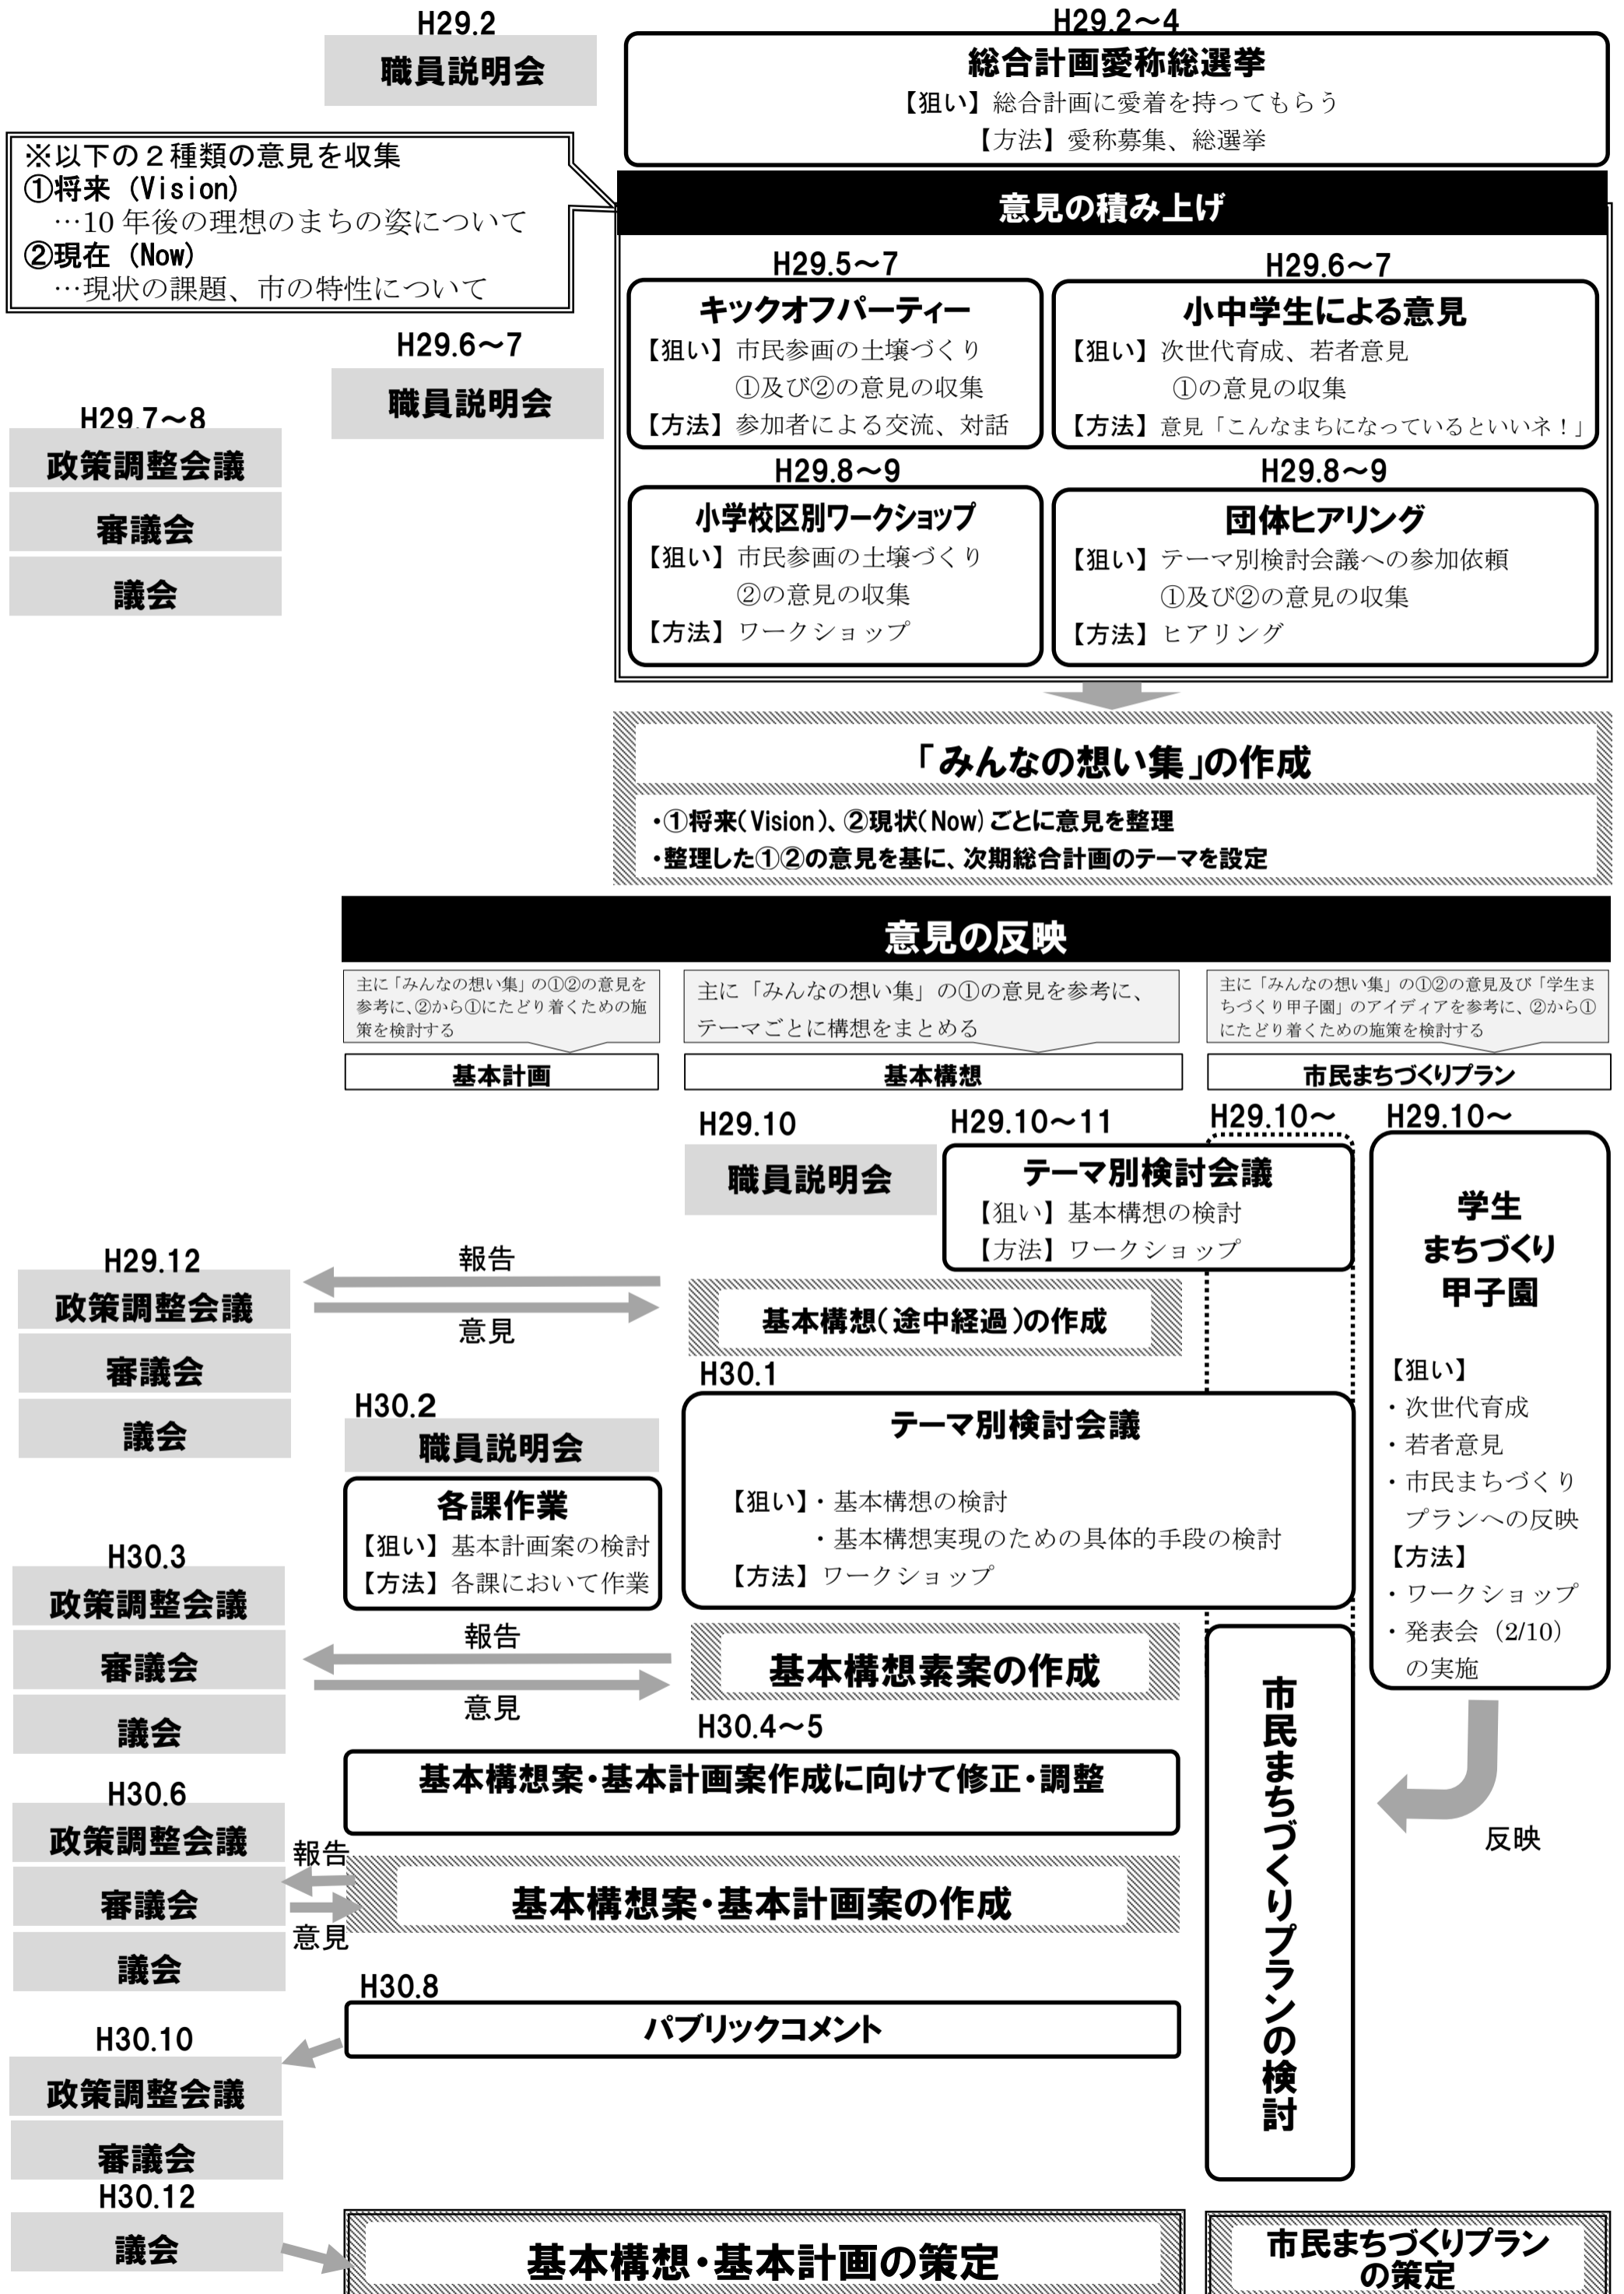 H29.2
職員説明会
H29.2～4
総合計画愛称総選挙
【狙い】総合計画に愛着を持ってもらう
【方法】愛称募集、総選挙
※以下の２種類の意見を収集
①将来（Vision）
…10 年後の理想のまちの姿について
②現在（Now）
…現状の課題、市の特性について
意見の積み上げ
H29.5～7
キックオフパーティー
【狙い】市民参画の土壌づくり
①及び②の意見の収集
【方法】参加者による交流、対話
H29.6～7
小中学生による意見
【狙い】次世代育成、若者意見
①の意見の収集
【方法】意見「こんなまちになっているといいネ！」
H29.6～7
職員説明会
H29.7～8
政策調整会議
審議会
議会
H29.8～9
小学校区別ワークショップ
【狙い】市民参画の土壌づくり
②の意見の収集
【方法】ワークショップ
H29.8～9
団体ヒアリング
【狙い】テーマ別検討会議への参加依頼
①及び②の意見の収集
【方法】ヒアリング
「みんなの想い集」の作成
・①将来（Vision）、②現状（Now）ごとに意見を整理
・整理した①②の意見を基に、次期総合計画のテーマを設定
意見の反映
主に「みんなの想い集」の①②の意見を
参考に、②から①にたどり着くための施
策を検討する
基本計画
主に「みんなの想い集」の①の意見を参考に、
テーマごとに構想をまとめる
基本構想
主に「みんなの想い集」の①②の意見及び「学生ま
ちづくり甲子園」のアイディアを参考に、②から①
にたどり着くための施策を検討する
市民まちづくりプラン
H29.10
職員説明会
H29.10～11
テーマ別検討会議
【狙い】基本構想の検討
【方法】ワークショップ
H29.10～
H29.10～
学生
まちづくり
甲子園
【狙い】
・次世代育成
・若者意見
・市民まちづくり
プランへの反映
【方法】
・ワークショップ
・発表会（2/10）
の実施
H29.12
政策調整会議
審議会
議会
報告
意見
基本構想（途中経過）の作成
H30.1
テーマ別検討会議
【狙い】・基本構想の検討
・基本構想実現のための具体的手段の検討
【方法】ワークショップ
H30.2
職員説明会
各課作業
【狙い】基本計画案の検討
【方法】各課において作業
H30.3
政策調整会議
審議会
議会
報告
意見
基本構想素案の作成
H30.4～5
基本構想案・基本計画案作成に向けて修正・調整
市民まちづくりプランの検討
反映
H30.6
政策調整会議
審議会
議会
報告
意見
基本構想案・基本計画案の作成
H30.8
パブリックコメント
H30.10
政策調整会議
審議会
H30.12
議会
基本構想・基本計画の策定
市民まちづくりプラン
の策定